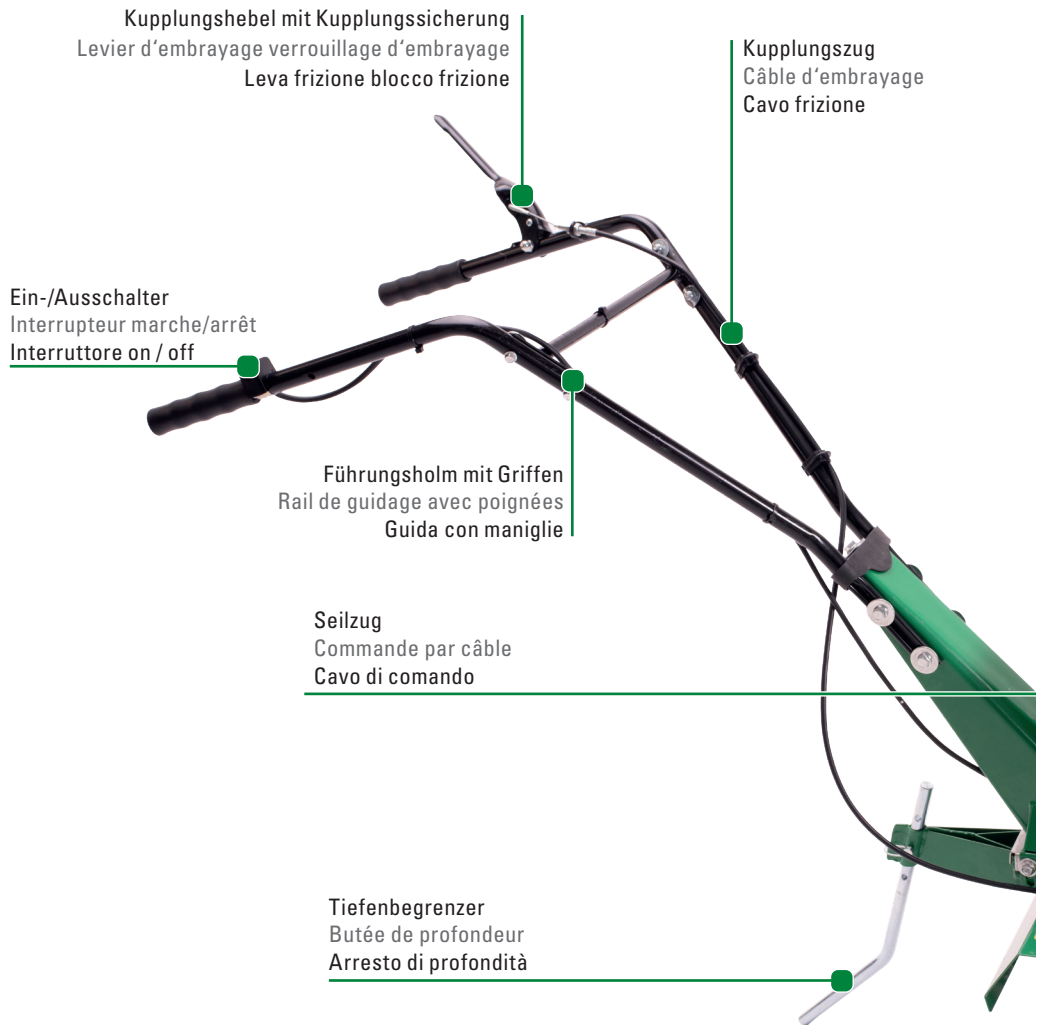 Kupplungshebel mit Kupplungssicherung
Levier d‘embrayage verrouillage d‘embrayage
Leva frizione blocco frizione
Kupplungszug
Câble d‘embrayage
Cavo frizione
Ein-/Ausschalter
Interrupteur marche/arrêt
Interruttore on / off
Führungsholm mit Griffen
Rail de guidage avec poignées
Guida con maniglie
Seilzug
Commande par câble
Cavo di comando
Tiefenbegrenzer
Butée de profondeur
Arresto di profondità